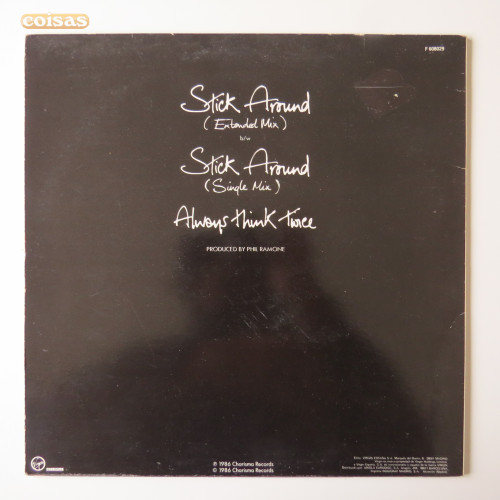 coisas
F 608029
Stick Around
(Extended Mix)
b/w
Stick Around
(Single Mix)
Always think twice
PRODUCED BY PHIL RAMONE
Virgin
℗ 1986 Charisma Records
© 1986 Charisma Records